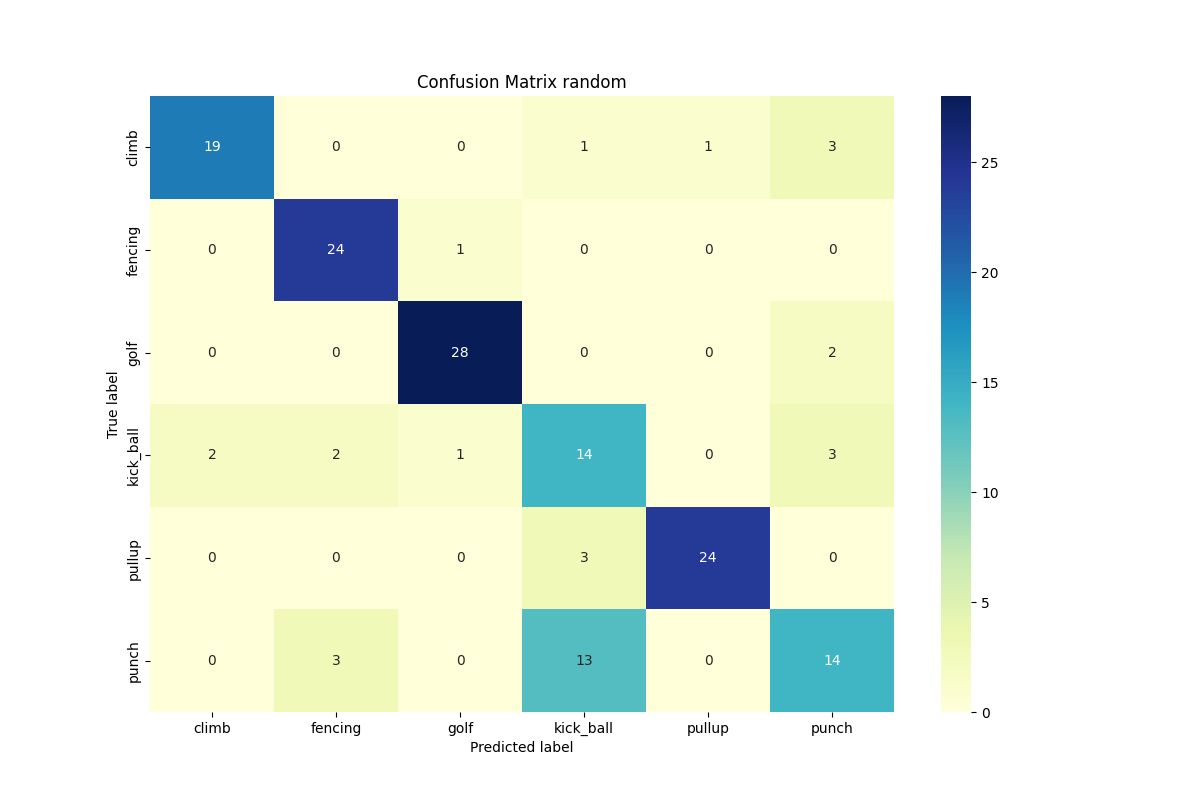 Confusion Matrix random
climb 19 0 0 1 1 3
fencing 0 24 1 0 0 0
golf 0 0 28 0 0 2
kick_ball 2 2 1 14 0 3
pullup 0 0 0 3 24 0
punch 0 3 0 13 0 14
True label
climb fencing golf kick_ball pullup punch
Predicted label
25
20
15
10
5
0